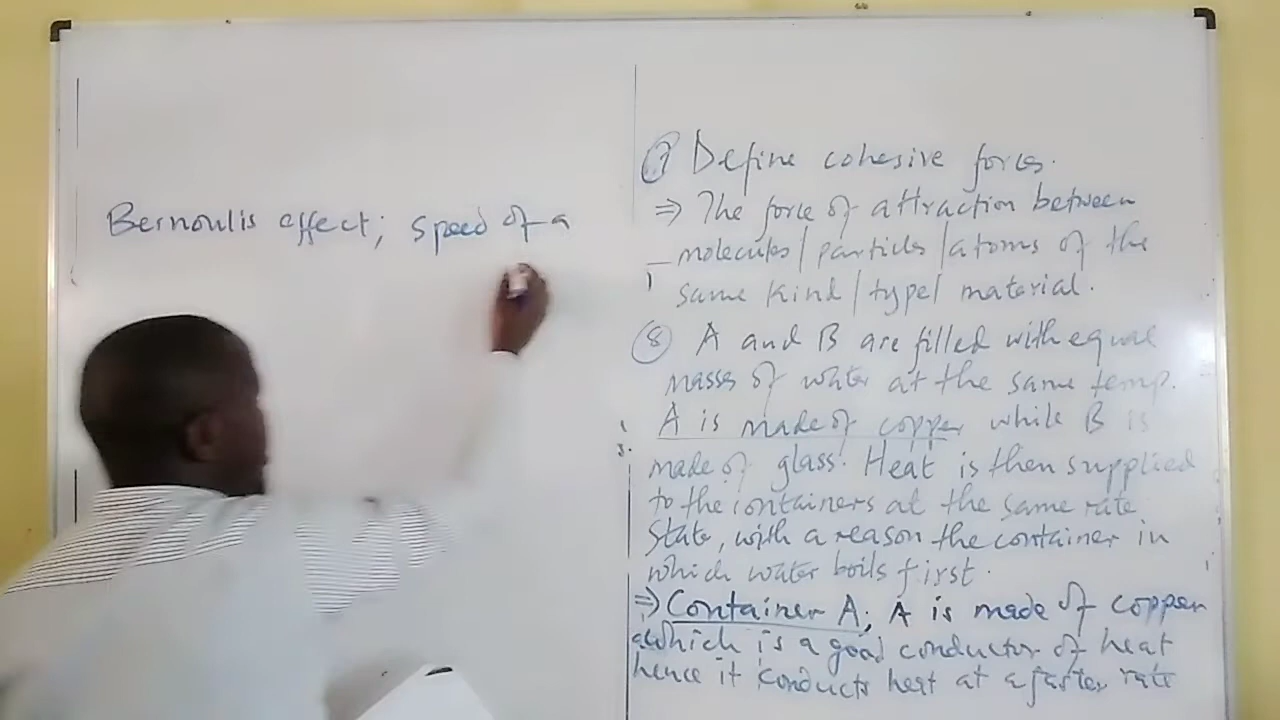 Bernoulis effect; speed of a
⑦ Define cohesive forces.
⇒ The force of attraction between
molecules/particles/atoms of the
same kind/type/material.
⑧ A and B are filled with equal
masses of water at the same temp.
A is made of copper while B is
made of glass. Heat is then supplied
to the containers at the same rate
State, with a reason the container in
which water boils first.
⇒ Container A; A is made of copper
which is a good conductor of heat
hence it conducts heat at a faster rate